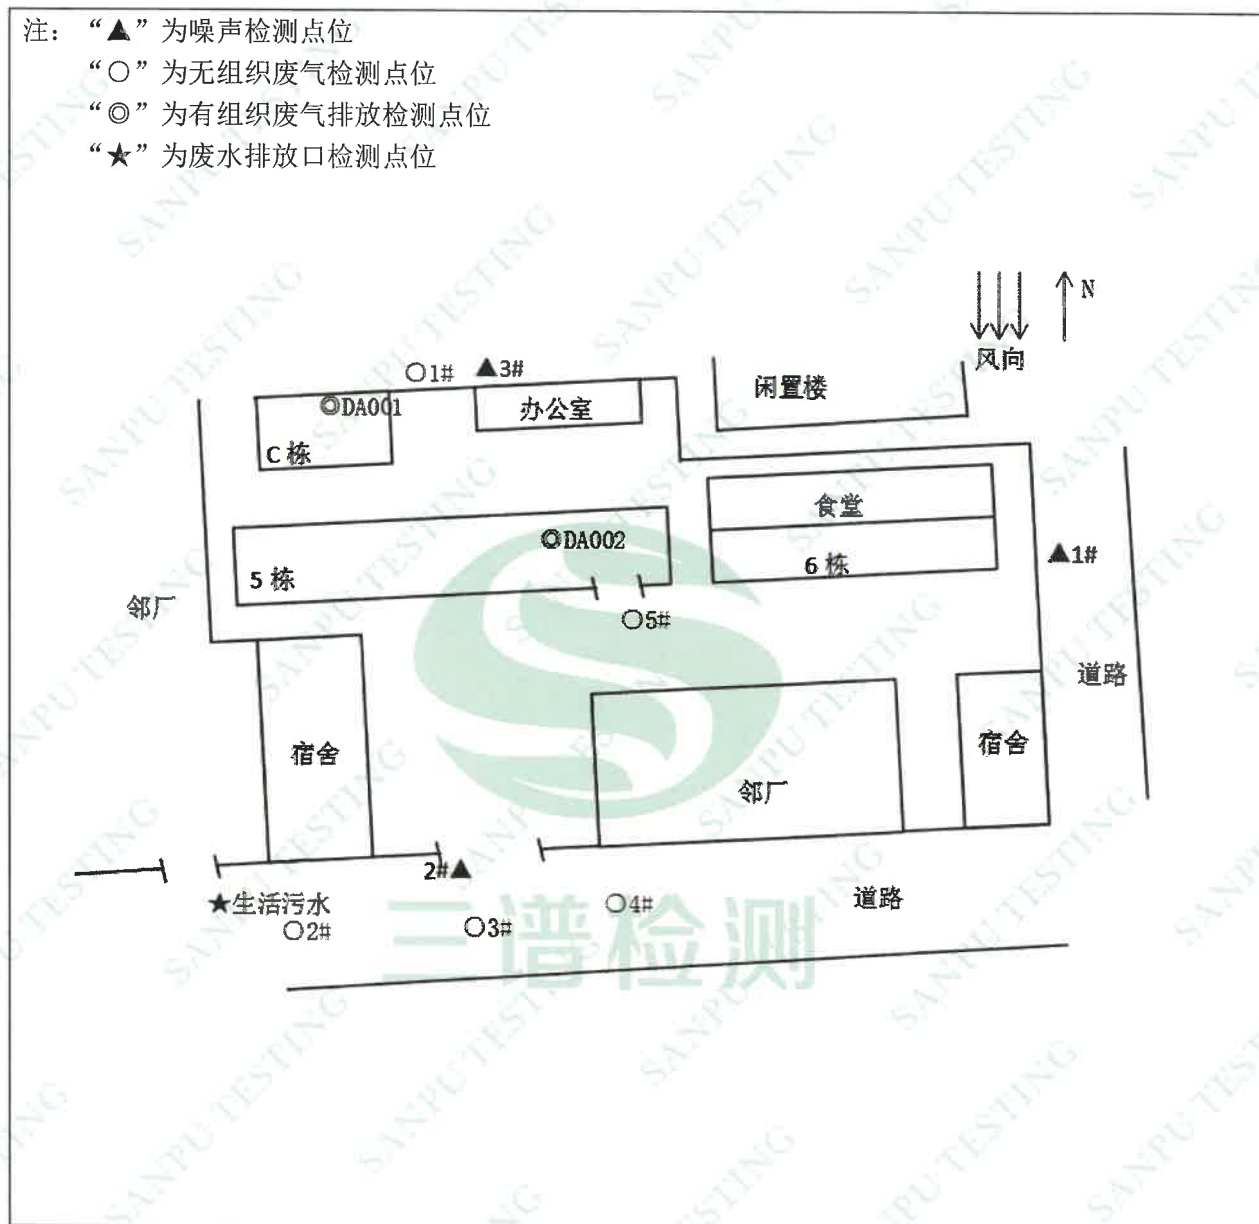 注：“▲”为噪声检测点位
“○”为无组织废气检测点位
“◎”为有组织废气排放检测点位
“★”为废水排放口检测点位
N
风向
○1#
▲3#
闲置楼
◎DA001
办公室
C 栋
食堂
◎DA002
▲1#
5 栋
6 栋
邻厂
○5#
道路
宿舍
宿舍
邻厂
2#▲
★生活污水
○4#
道路
○2#
○3#
三谱检测
SANPU TESTING